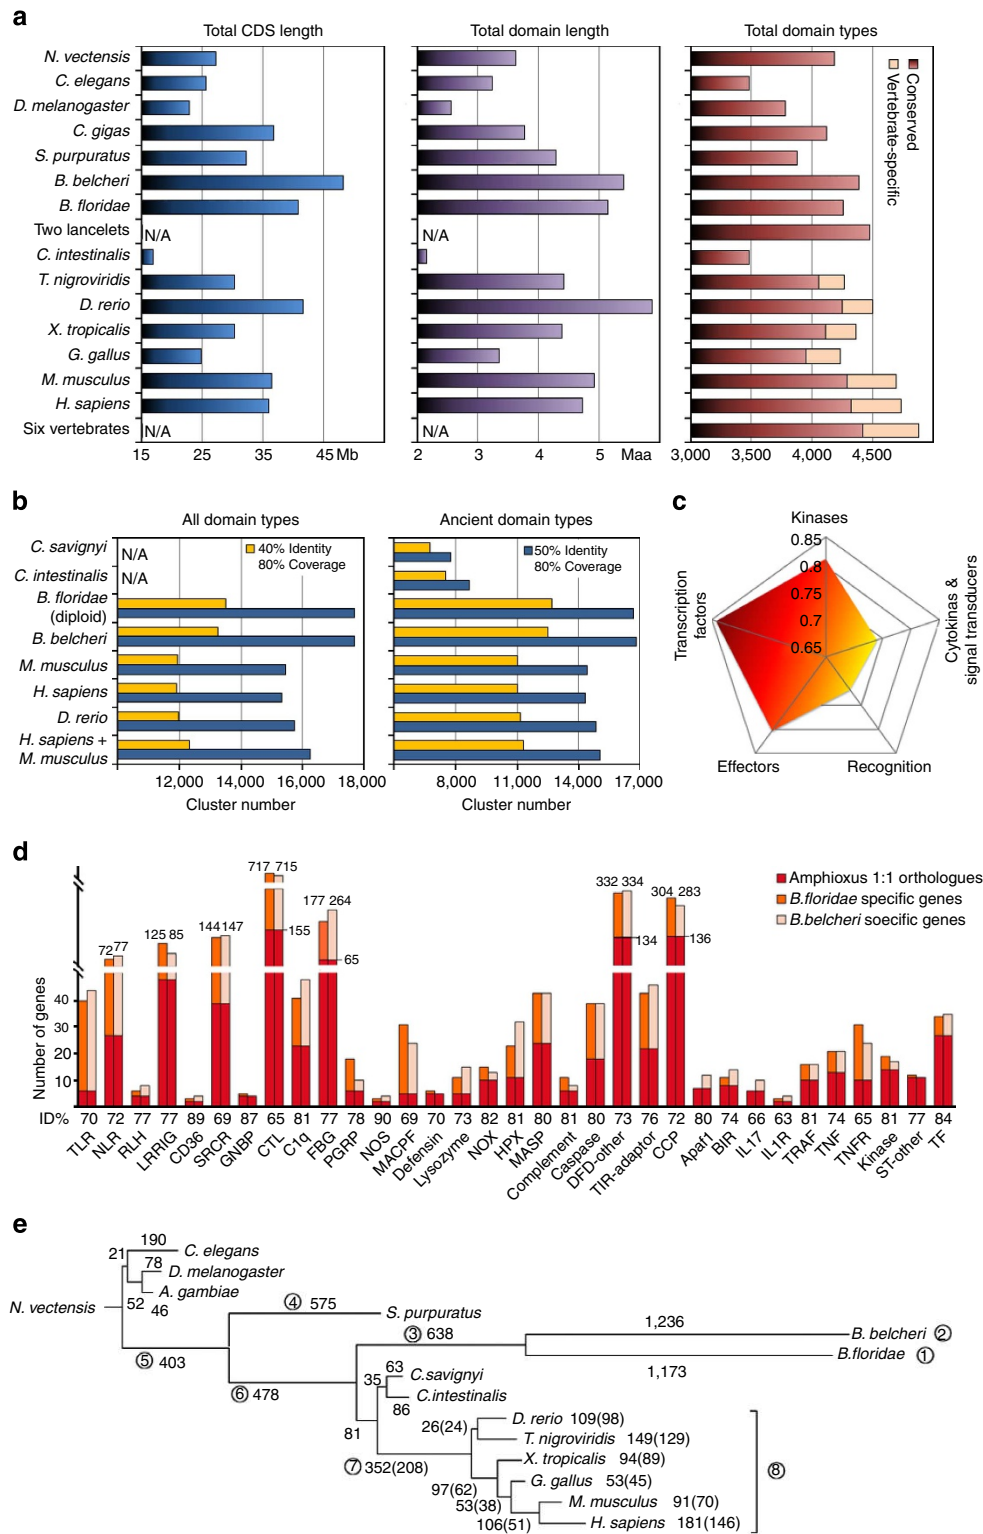 a
Total CDS length
Total domain length
Total domain types
N. vectensis
C. elegans
D. melanogaster
C. gigas
S. purpuratus
B. belcheri
B. floridae
Two lancelets
C. intestinalis
T. nigroviridis
D. rerio
X. tropicalis
G. gallus
M. musculus
H. sapiens
Six vertebrates
N/A
N/A
N/A
N/A
Conserved
Vertebrate-specific
15 25 35 45 Mb
2 3 4 5 Maa
3,000 3,500 4,000 4,500
b
All domain types
Ancient domain types
C. savignyi
C. intestinalis
B. floridae
(diploid)
B. belcheri
M. musculus
H. sapiens
D. rerio
H. sapiens +
M. musculus
N/A
N/A
40% Identity
80% Coverage
50% Identity
80% Coverage
12,000 14,000 16,000 18,000
Cluster number
8,000 11,000 14,000 17,000
Cluster number
c
Kinases
0.85
0.8
0.75
0.7
0.65
Transcription
factors
Cytokinas &
signal transducers
Effectors
Recognition
d
Number of genes
40
30
20
10
72 77
125 85
144 147
717 715
155
177 264
65
332 334
134
304 283
136
Amphioxus 1:1 orthologues
B.floridae specific genes
B.belcheri soecific genes
ID% 70 72 77 77 89 69 87 65 81 77 78 90 69 70 73 82 81 80 81 80 73 76 72 80 74 66 63 81 74 65 81 77 84
TLR
NLR
RLH
LRRIG
CD36
SRCR
GNBP
CTL
C1q
FBG
PGRP
NOS
MACPF
Defensin
Lysozyme
NOX
HPX
MASP
Complement
Caspase
DFD-other
TIR-adaptor
CCP
Apaf1
BIR
IL17
IL1R
TRAF
TNF
TNFR
Kinase
ST-other
TF
e
190
C. elegans
21
78
D. melanogaster
A. gambiae
N. vectensis
52
46
④ 575
S. purpuratus
③ 638
1,236
B. belcheri ②
B.floridae ①
1,173
⑤ 403
⑥ 478
63
C.savignyi
35
C.intestinalis
86
81
26(24)
D. rerio 109(98)
T. nigroviridis 149(129)
X. tropicalis 94(89)
⑦ 352(208)
⑧
G. gallus 53(45)
97(62)
53(38)
M. musculus 91(70)
106(51)
H. sapiens 181(146)